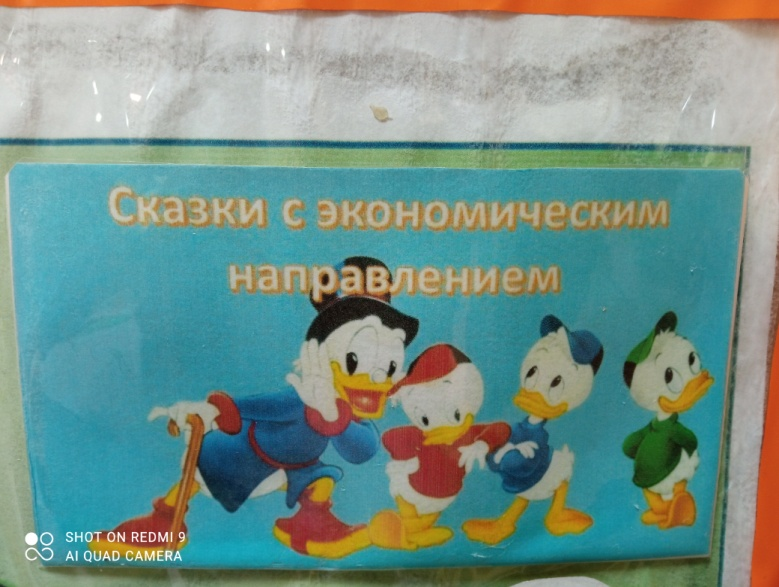 Сказки с экономическим
направлением
SHOT ON REDMI 9
AI QUAD CAMERA